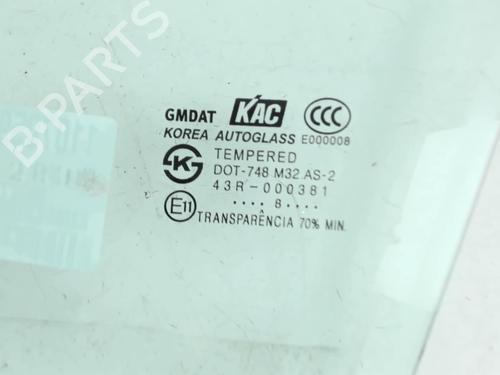 B-PARTS
GMDAT KAC CCC
KOREA AUTOGLASS E000008
TEMPERED
DOT-748 M32 AS-2
43R-000381
.... 8 ....
E11 TRANSPARÊNCIA 70% MIN.